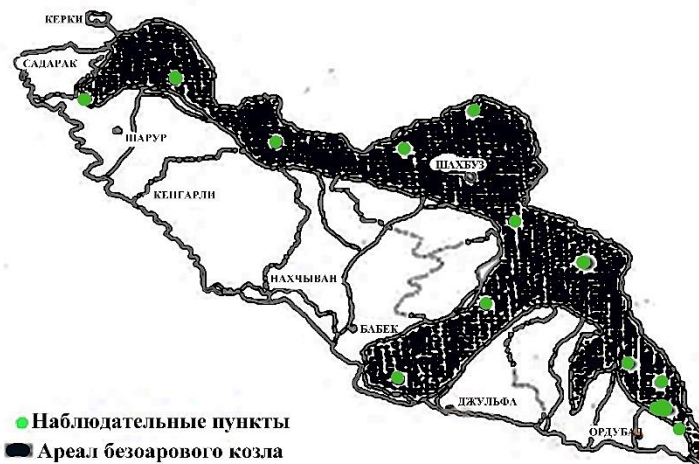 КЕРКИ
САДАРАК
ШАРУР
ШАХБУЗ
КЕНГАРЛИ
НАХЧЫВАН
БАБЕК
ДЖУЛЬФА
ОРДУБАД
Наблюдательные пункты
Ареал безоарового козла